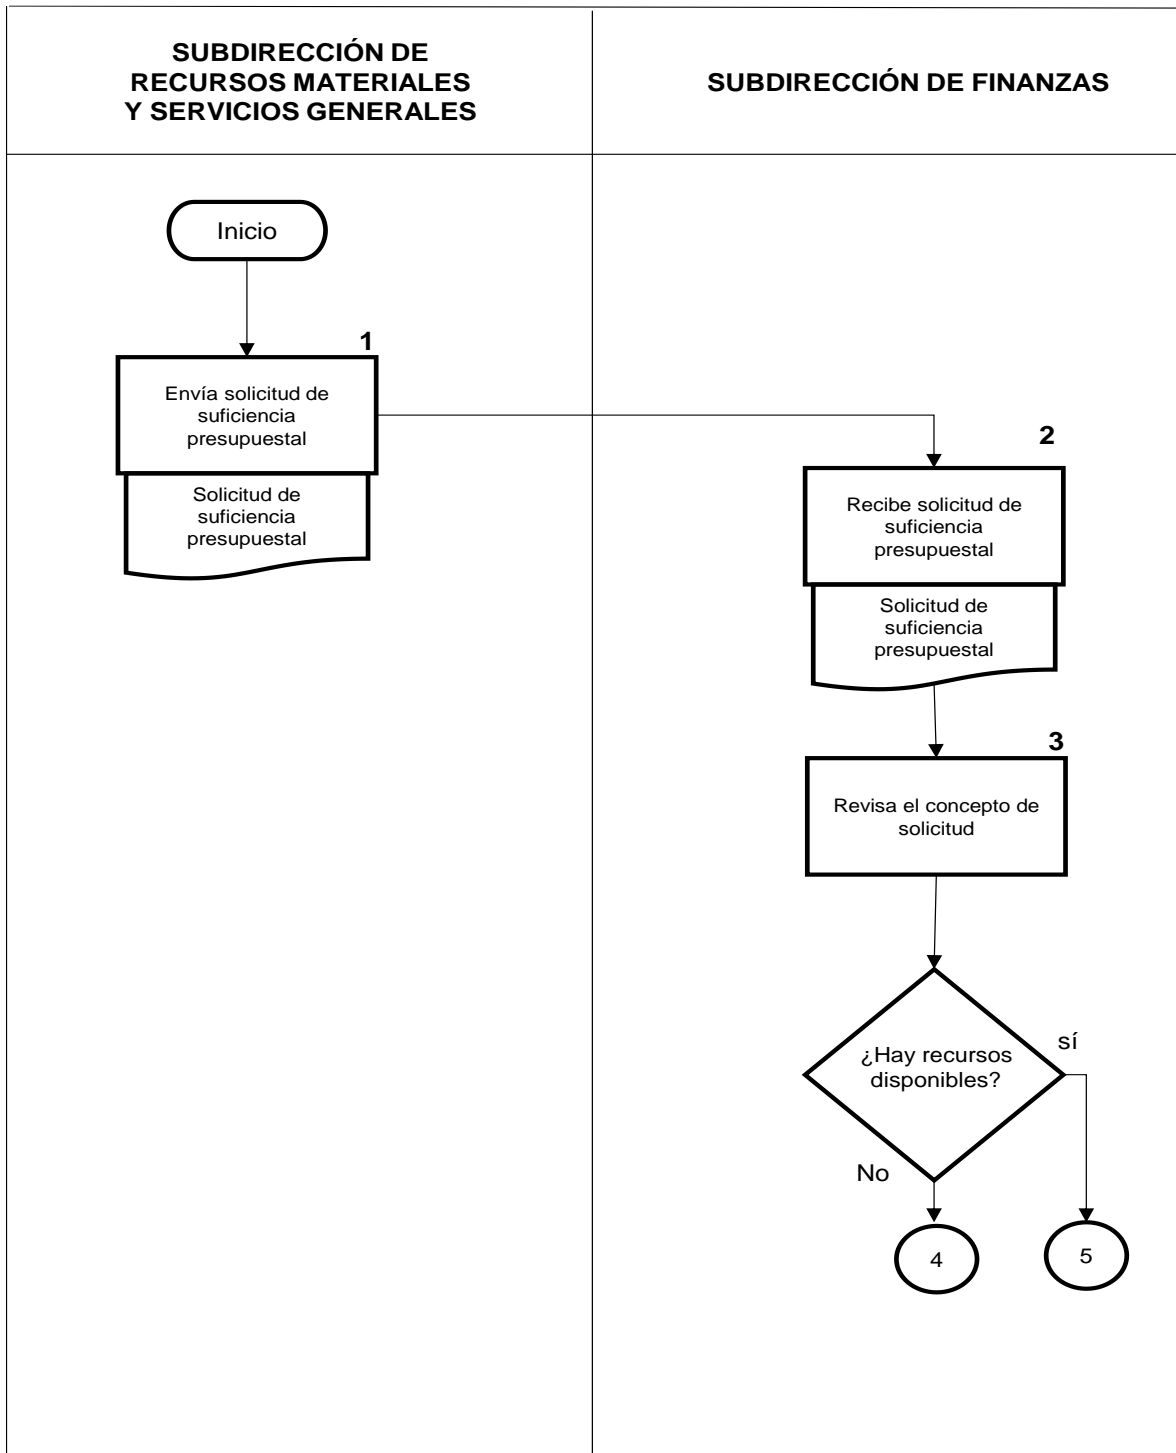 SUBDIRECCIÓN DE
RECURSOS MATERIALES
Y SERVICIOS GENERALES
SUBDIRECCIÓN DE FINANZAS
Inicio
1
Envía solicitud de
suficiencia
presupuestal
Solicitud de
suficiencia
presupuestal
2
Recibe solicitud de
suficiencia
presupuestal
Solicitud de
suficiencia
presupuestal
3
Revisa el concepto de
solicitud
¿Hay recursos
disponibles?
sí
No
4
5